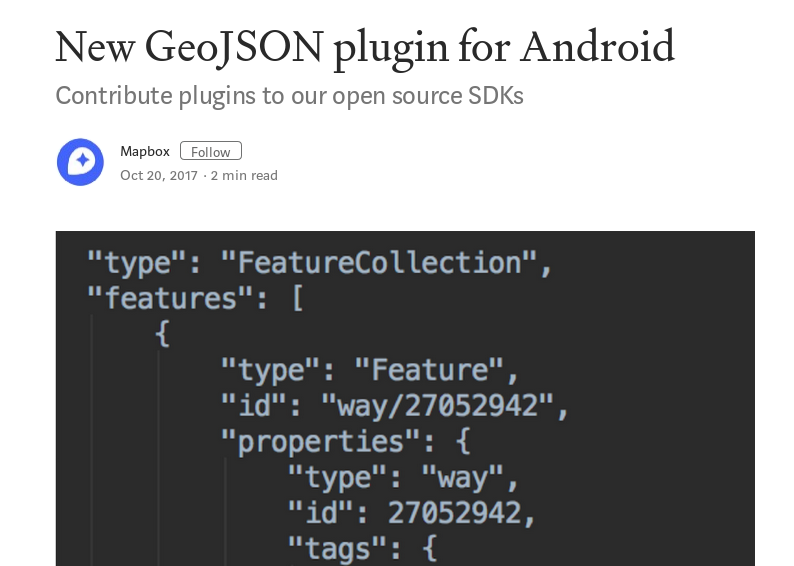 New GeoJSON plugin for Android
Contribute plugins to our open source SDKs
Mapbox Follow
Oct 20, 2017 · 2 min read
"type": "FeatureCollection",
"features": [
{
"type": "Feature",
"id": "way/27052942",
"properties": {
"type": "way",
"id": 27052942,
"tags": {